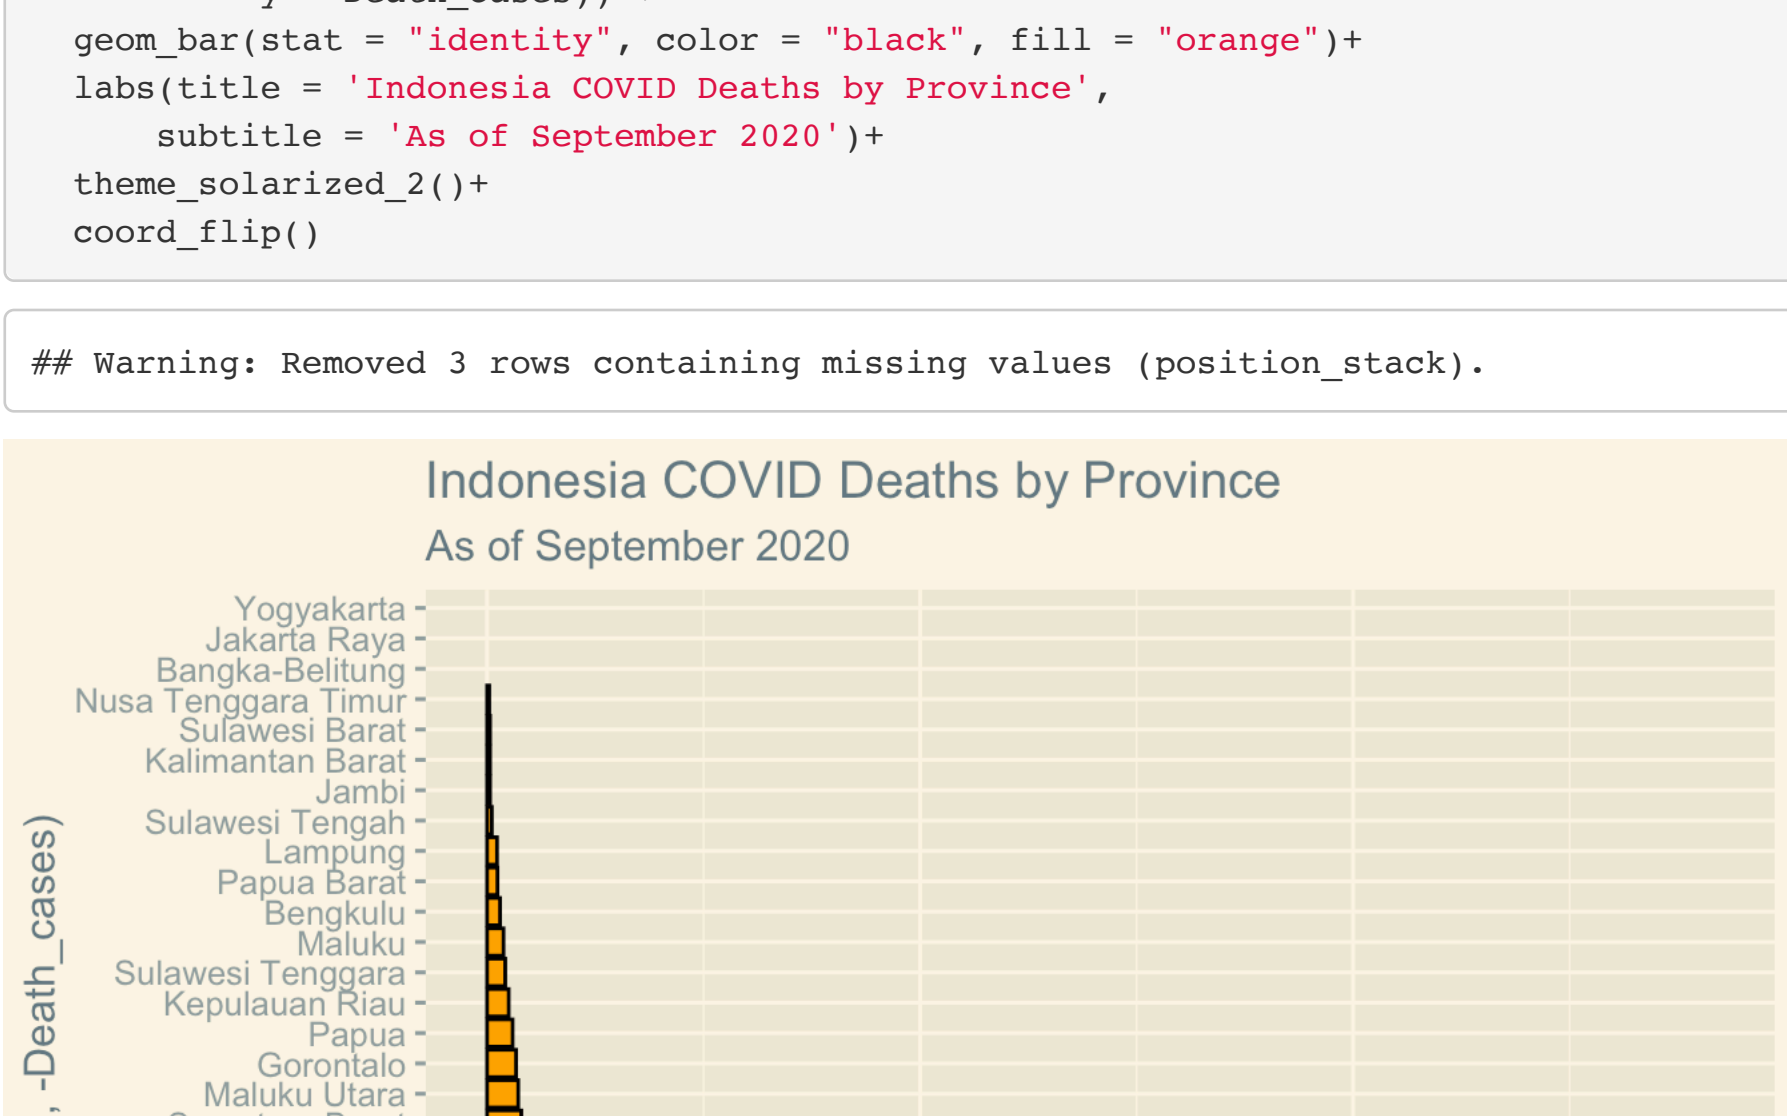 geom_bar(stat = "identity", color = "black", fill = "orange")+
labs(title = 'Indonesia COVID Deaths by Province',
subtitle = 'As of September 2020')+
theme_solarized_2()+
coord_flip()
## Warning: Removed 3 rows containing missing values (position_stack).
Indonesia COVID Deaths by Province
As of September 2020
Yogyakarta
Jakarta Raya
Bangka-Belitung
Nusa Tenggara Timur
Sulawesi Barat
Kalimantan Barat
Jambi
Sulawesi Tengah
Lampung
Papua Barat
Bengkulu
Maluku
Sulawesi Tenggara
Kepulauan Riau
Papua
Gorontalo
Maluku Utara
, -Death_cases)